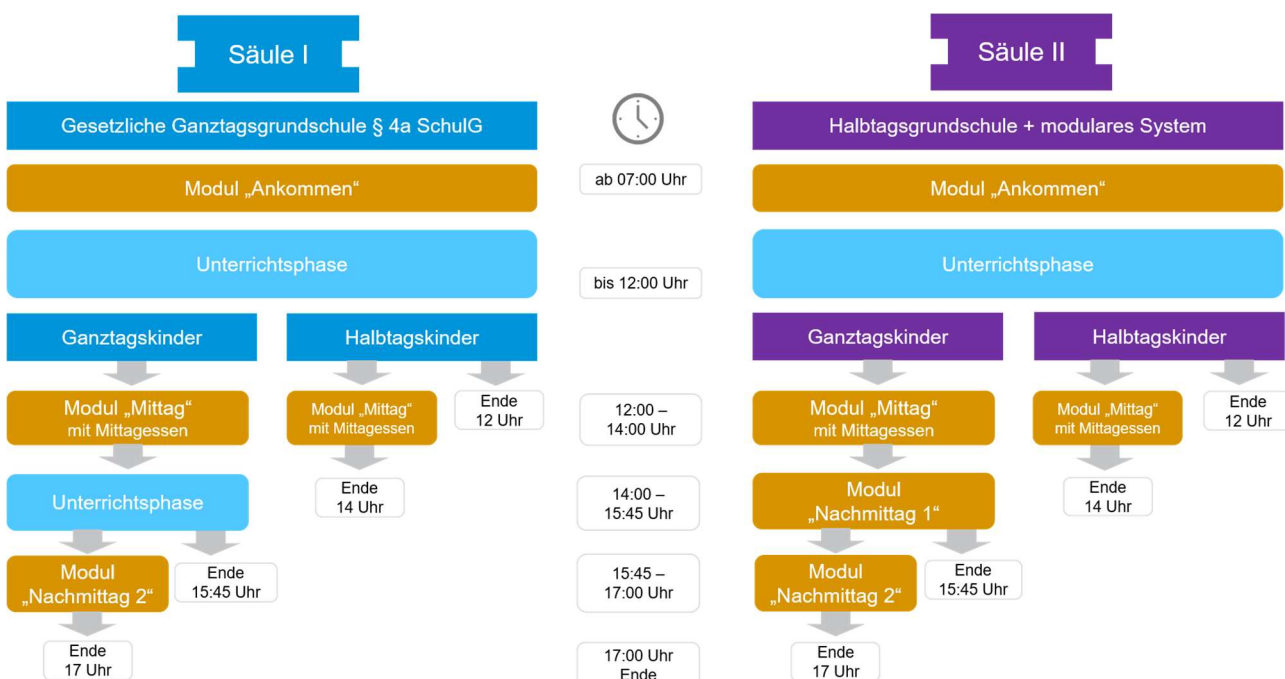 Säule I
Gesetzliche Ganztagsgrundschule § 4a SchulG
Modul „Ankommen“
Unterrichtsphase
Ganztagskinder
Halbtagskinder
Modul „Mittag“
mit Mittagessen
Modul „Mittag“
mit Mittagessen
Ende
12 Uhr
Unterrichtsphase
Ende
14 Uhr
Modul
„Nachmittag 2“
Ende
15:45 Uhr
Ende
17 Uhr
ab 07:00 Uhr
bis 12:00 Uhr
12:00 –
14:00 Uhr
14:00 –
15:45 Uhr
15:45 –
17:00 Uhr
17:00 Uhr
Ende
Säule II
Halbtagsgrundschule + modulares System
Modul „Ankommen“
Unterrichtsphase
Ganztagskinder
Halbtagskinder
Modul „Mittag“
mit Mittagessen
Modul „Mittag“
mit Mittagessen
Ende
12 Uhr
Modul
„Nachmittag 1“
Ende
14 Uhr
Modul
„Nachmittag 2“
Ende
15:45 Uhr
Ende
17 Uhr